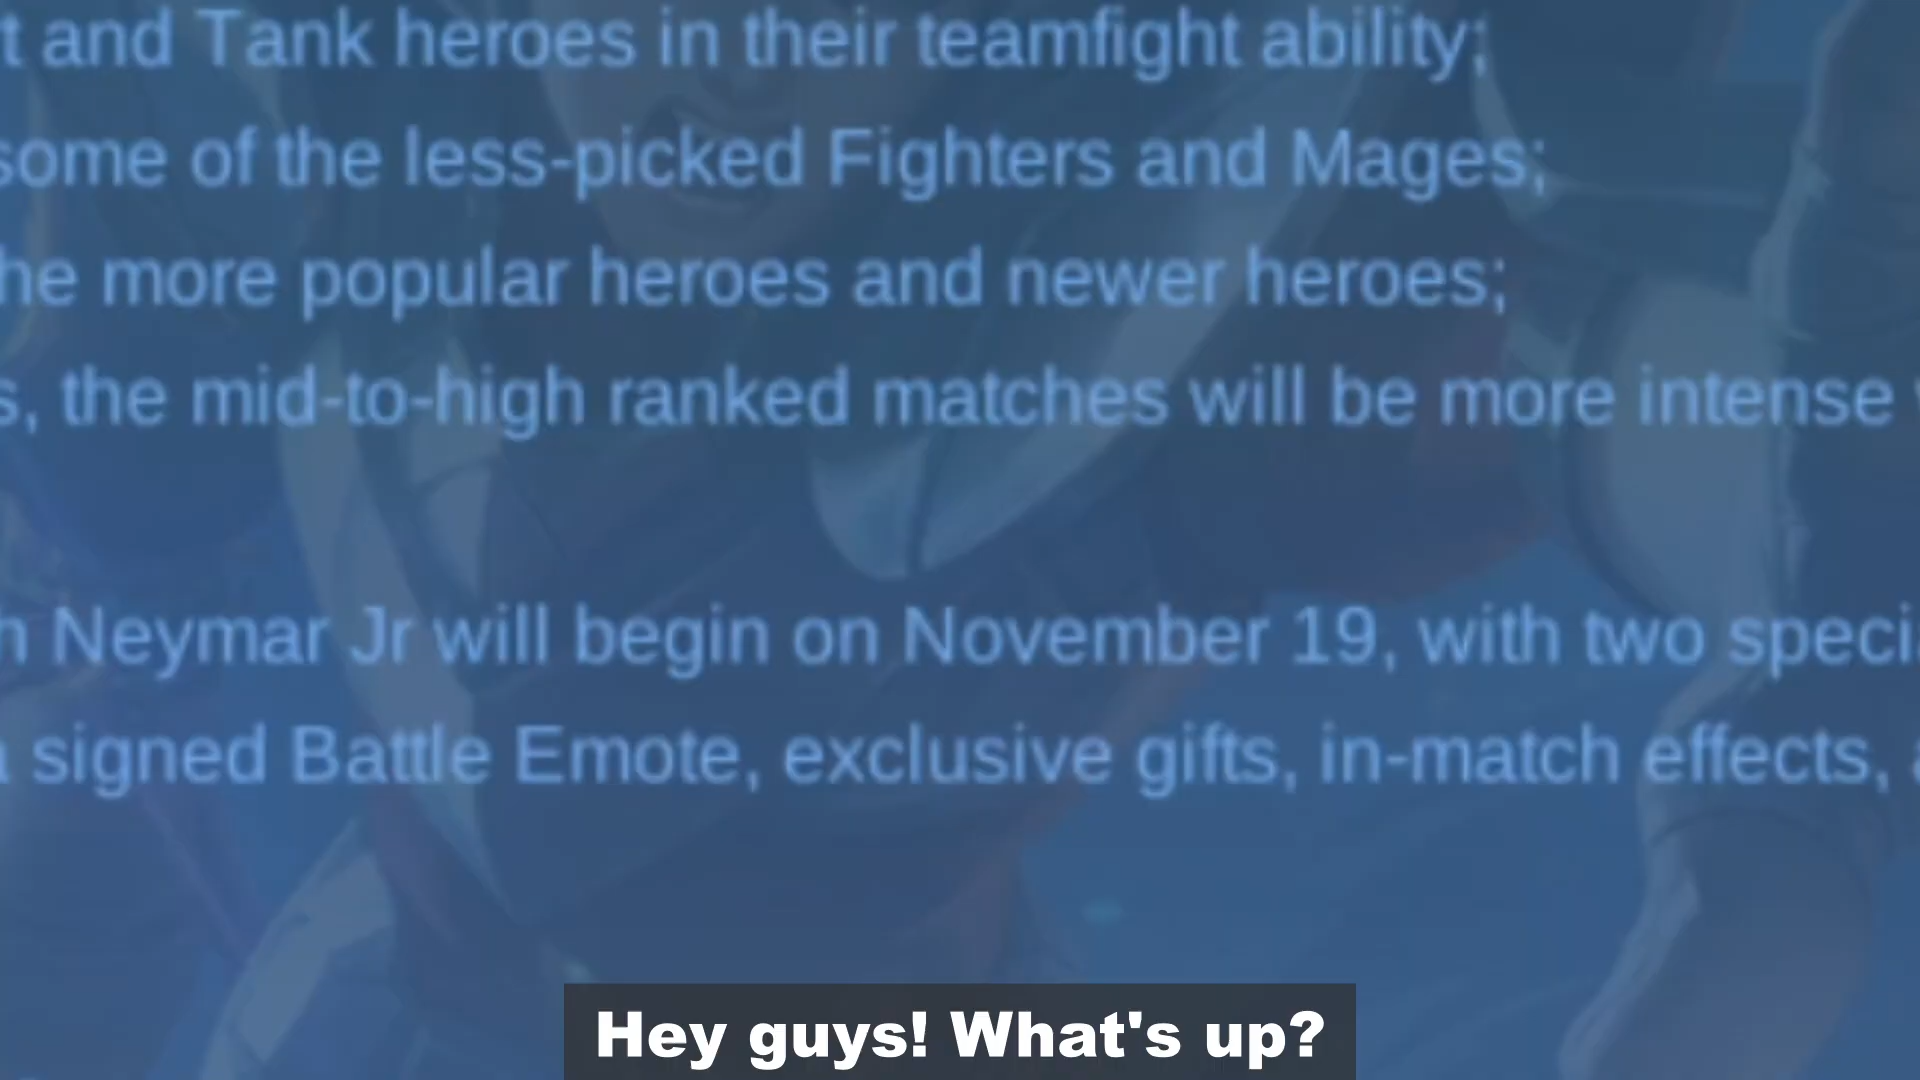 t and Tank heroes in their teamfight ability;
some of the less-picked Fighters and Mages;
he more popular heroes and newer heroes;
s, the mid-to-high ranked matches will be more intense
h Neymar Jr will begin on November 19, with two speci
a signed Battle Emote, exclusive gifts, in-match effects,
Hey guys! What's up?